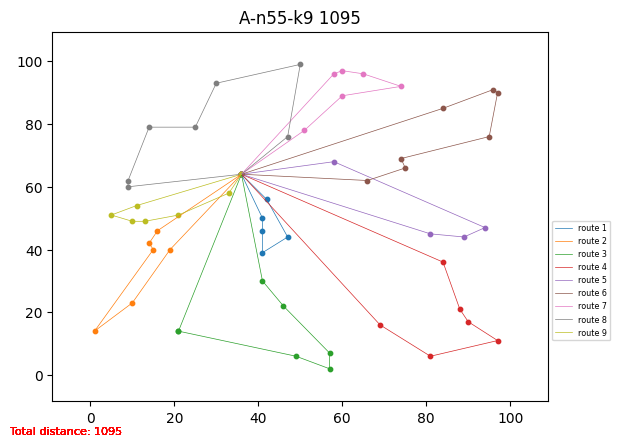 A-n55-k9 1095
100
80
60
40
20
0
0 20 40 60 80 100
route 1
route 2
route 3
route 4
route 5
route 6
route 7
route 8
route 9
Total distance: 1095